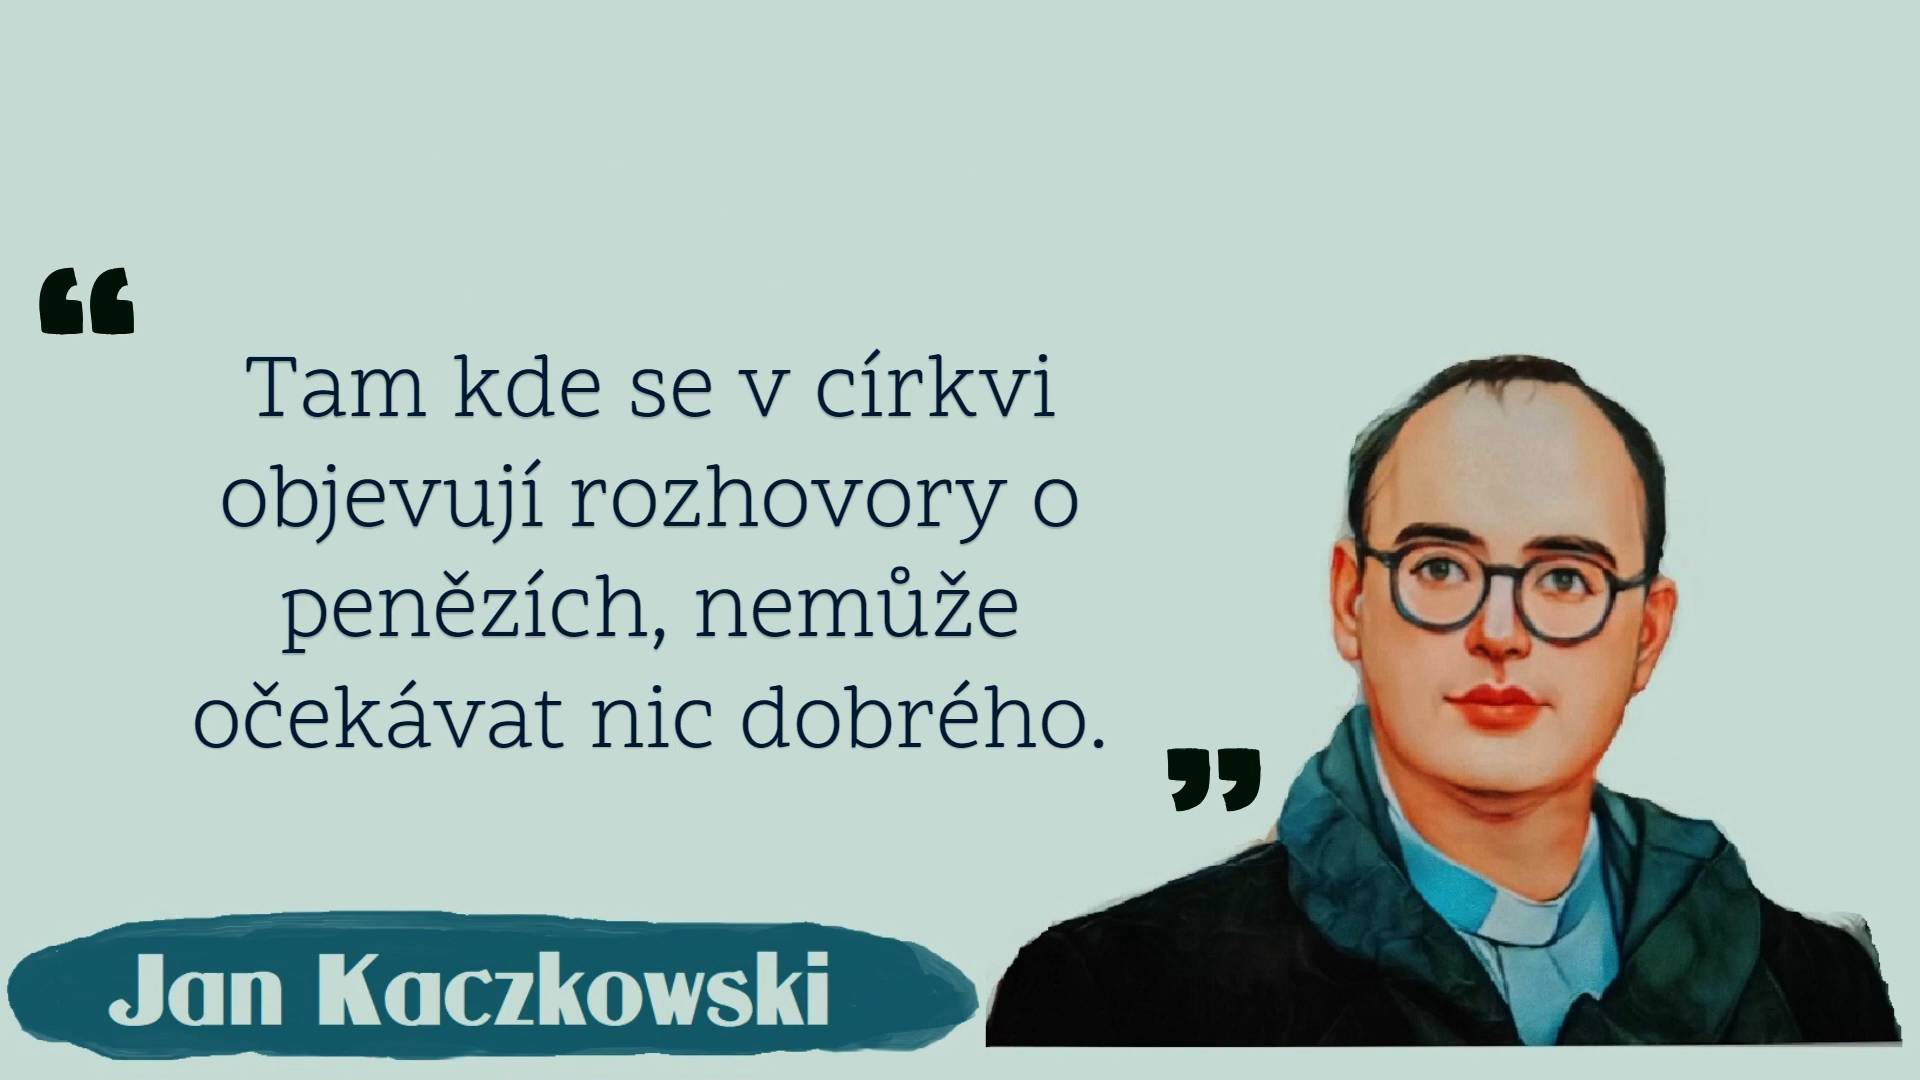 “
Tam kde se v církvi
objevují rozhovory o
penězích, nemůže
očekávat nic dobrého.
”
Jan Kaczkowski